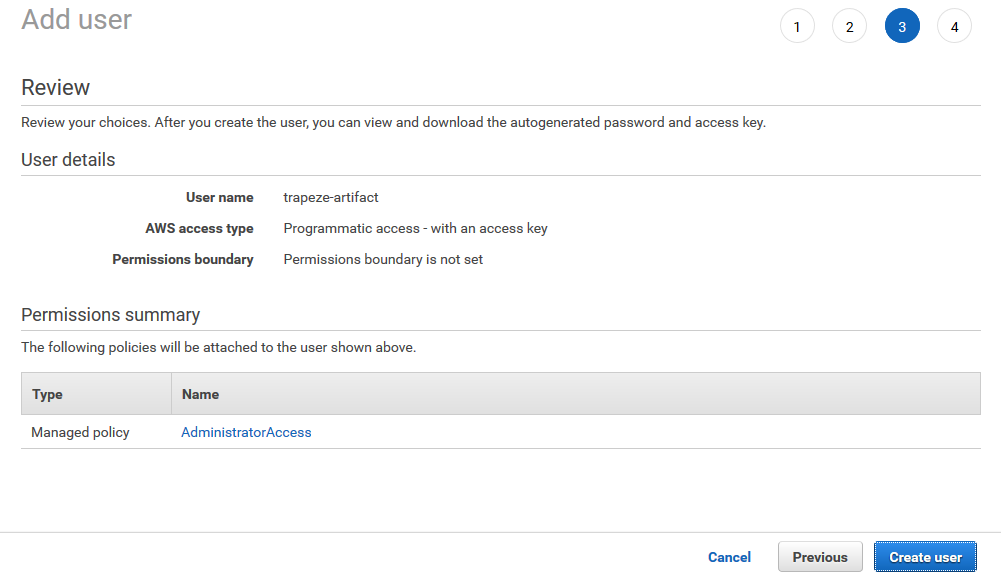 Add user
1 2 3 4
Review
Review your choices. After you create the user, you can view and download the autogenerated password and access key.
User details
User name trapeze-artifact
AWS access type Programmatic access - with an access key
Permissions boundary Permissions boundary is not set
Permissions summary
The following policies will be attached to the user shown above.
Type Name
Managed policy AdministratorAccess
Cancel Previous Create user